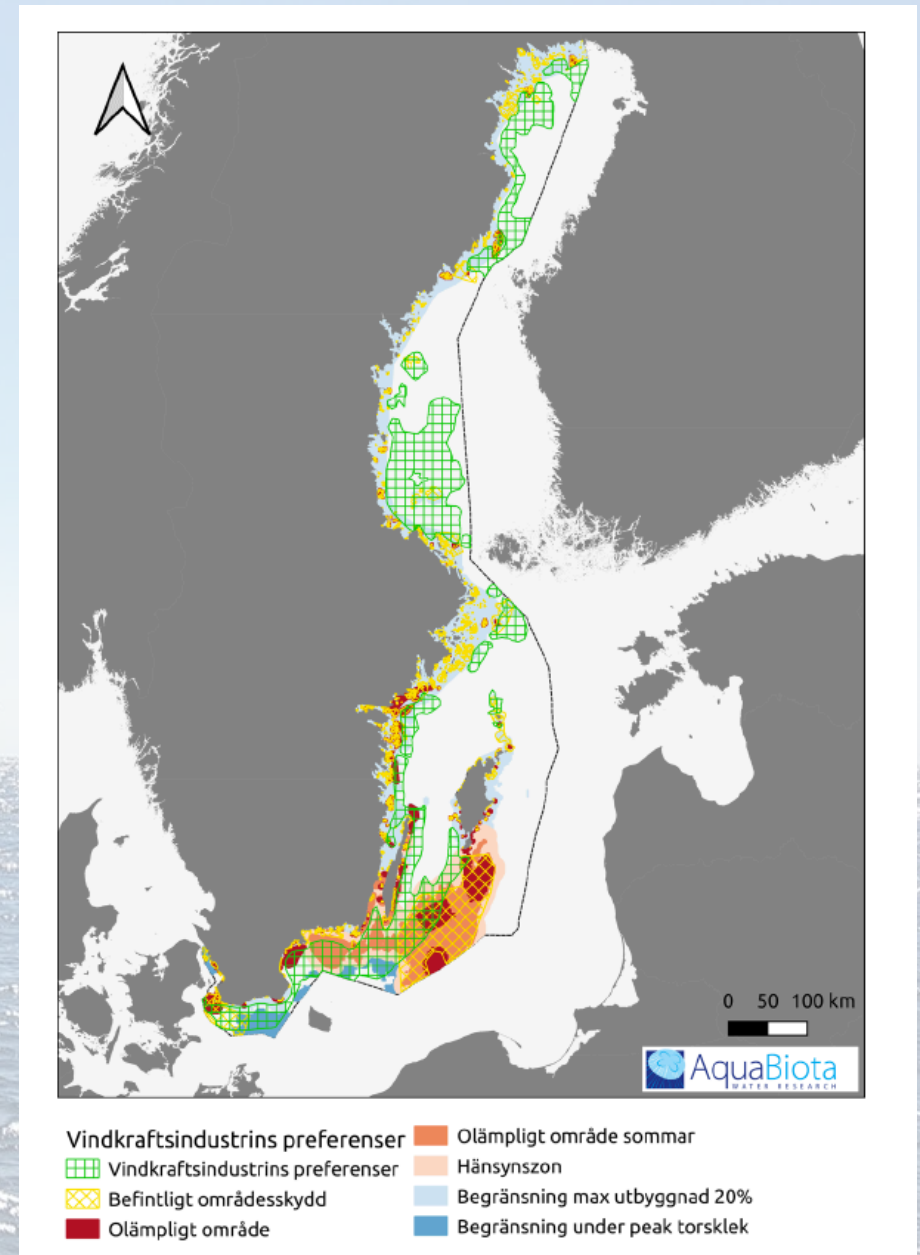 0 50 100 km
AquaBiota
WATER RESEARCH
Vindkraftsindustrins preferenser
Vindkraftsindustrins preferenser
Befintligt områdesskydd
Olämpligt område
Olämpligt område sommar
Hänsynszon
Begränsning max utbyggnad 20%
Begränsning under peak torsklek